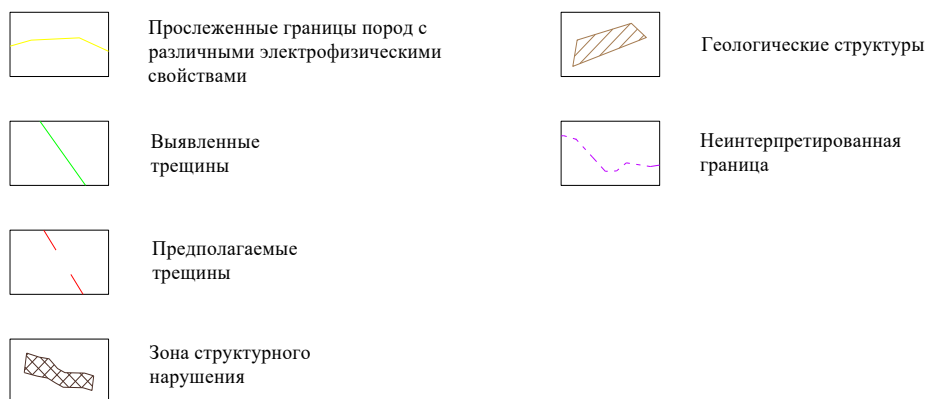 Прослеженные границы пород с
различными электрофизическими
свойствами
Выявленные
трещины
Предполагаемые
трещины
Зона структурного
нарушения
Геологические структуры
Неинтерпретированная
граница